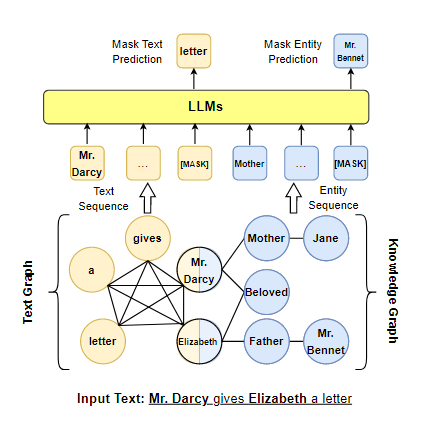 Mask Text
Prediction
letter
Mask Entity
Prediction
Mr.
Bennet
LLMs
Mr.
Darcy
...
[MASK]
Mother
...
[MASK]
Text
Sequence
Entity
Sequence
Text Graph
gives
a
Mr.
Darcy
letter
Elizabeth
Mother
Jane
Beloved
Father
Mr.
Bennet
Knowledge Graph
Input Text: Mr. Darcy gives Elizabeth a letter